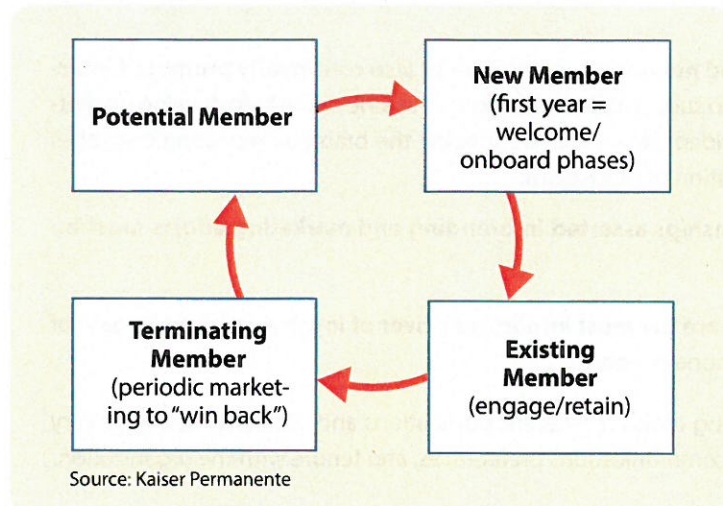 Potential Member
New Member
(first year =
welcome/
onboard phases)
Terminating
Member
(periodic market-
ing to “win back”)
Existing
Member
(engage/retain)
Source: Kaiser Permanente